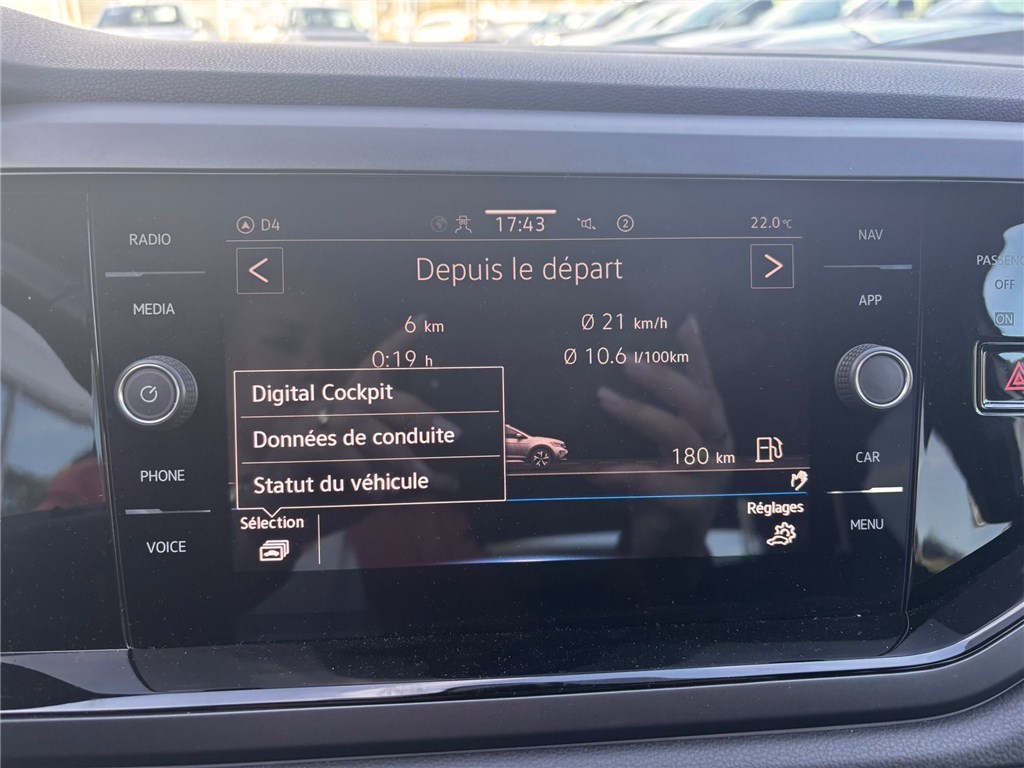 D4
17:43
2
22.0°C
RADIO
NAV
Depuis le départ
PASSENG
OFF
ON
MEDIA
APP
6 km
Ø 21 km/h
0:19 h
Ø 10.6 l/100km
Digital Cockpit
Données de conduite
Statut du véhicule
180 km
PHONE
CAR
Sélection
Réglages
VOICE
MENU